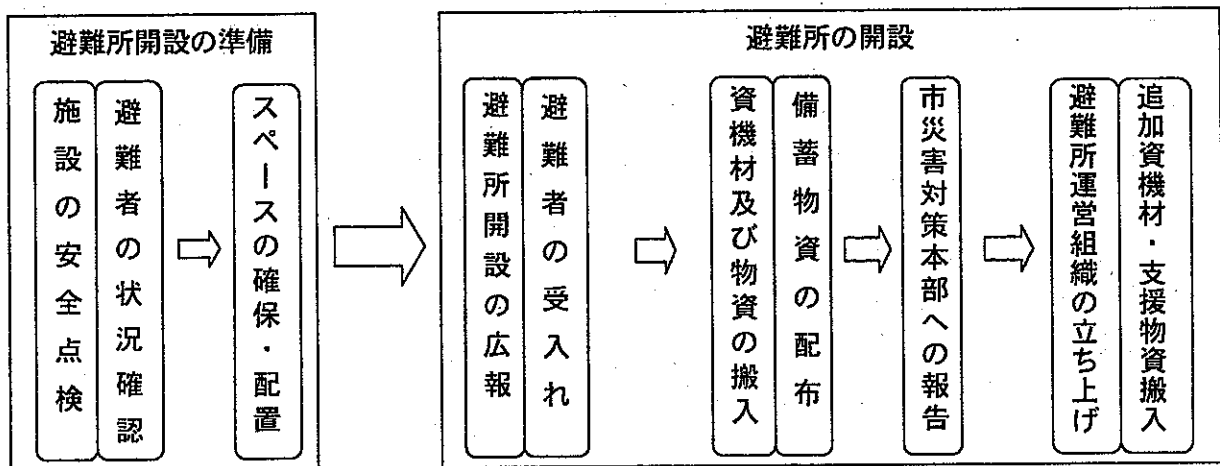 避難所開設の準備
施設の安全点検
避難者の状況確認
スペースの確保・配置
避難所の開設
避難所開設の広報
避難者の受入れ
資機材及び物資の搬入
備蓄物資の配布
市災害対策本部への報告
避難所運営組織の立ち上げ
追加資機材・支援物資搬入